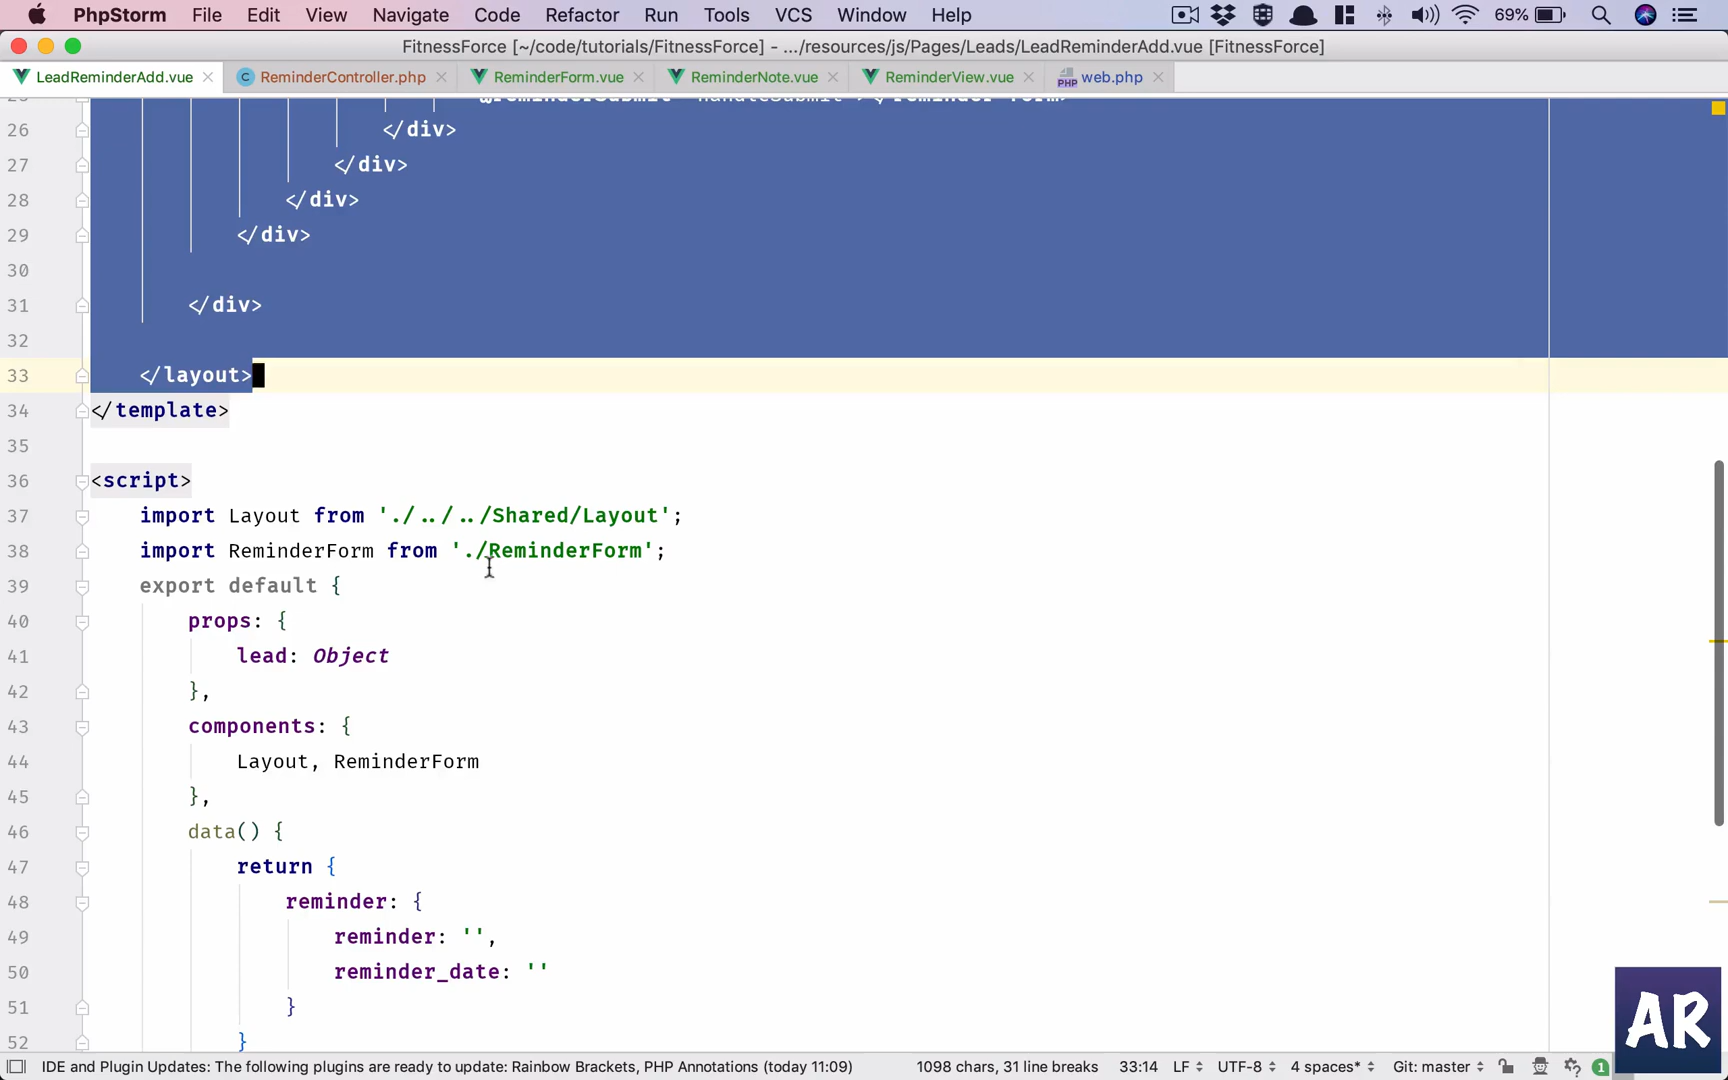 PhpStorm File Edit View Navigate Code Refactor Run Tools VCS Window Help 69%
FitnessForce [~/code/tutorials/FitnessForce] - .../resources/js/Pages/Leads/LeadReminderAdd.vue [FitnessForce]
LeadReminderAdd.vue ReminderController.php ReminderForm.vue ReminderNote.vue ReminderView.vue web.php
25 @reminderSubmit="handleSubmit"></reminder-form>
26 </div>
27 </div>
28 </div>
29 </div>
30
31 </div>
32
33 </layout>
34 </template>
35
36 <script>
37 import Layout from './../../Shared/Layout';
38 import ReminderForm from './ReminderForm';
39 export default {
40 props: {
41 lead: Object
42 },
43 components: {
44 Layout, ReminderForm
45 },
46 data() {
47 return {
48 reminder: {
49 reminder: '',
50 reminder_date: ''
51 }
52 }
IDE and Plugin Updates: The following plugins are ready to update: Rainbow Brackets, PHP Annotations (today 11:09) 1098 chars, 31 line breaks 33:14 LF UTF-8 4 spaces* Git: master 1
AR